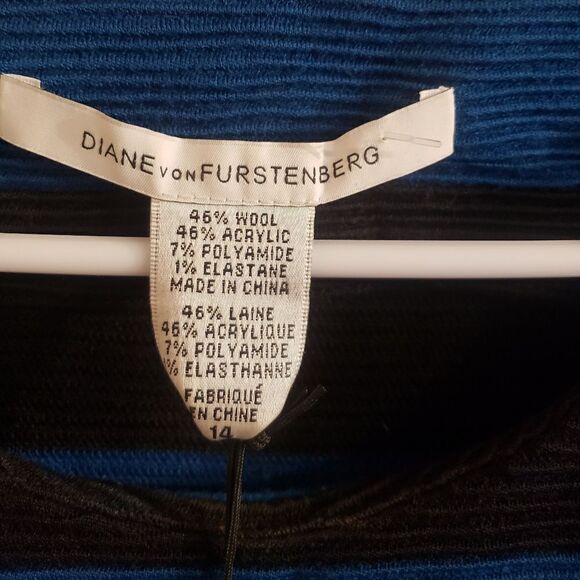 DIANE VON FURSTENBERG
46% WOOL
46% ACRYLIC
7% POLYAMIDE
1% ELASTANE
MADE IN CHINA
46% LAINE
46% ACRYLIQUE
7% POLYAMIDE
1% ELASTHANNE
FABRIQUÉ
EN CHINE
14